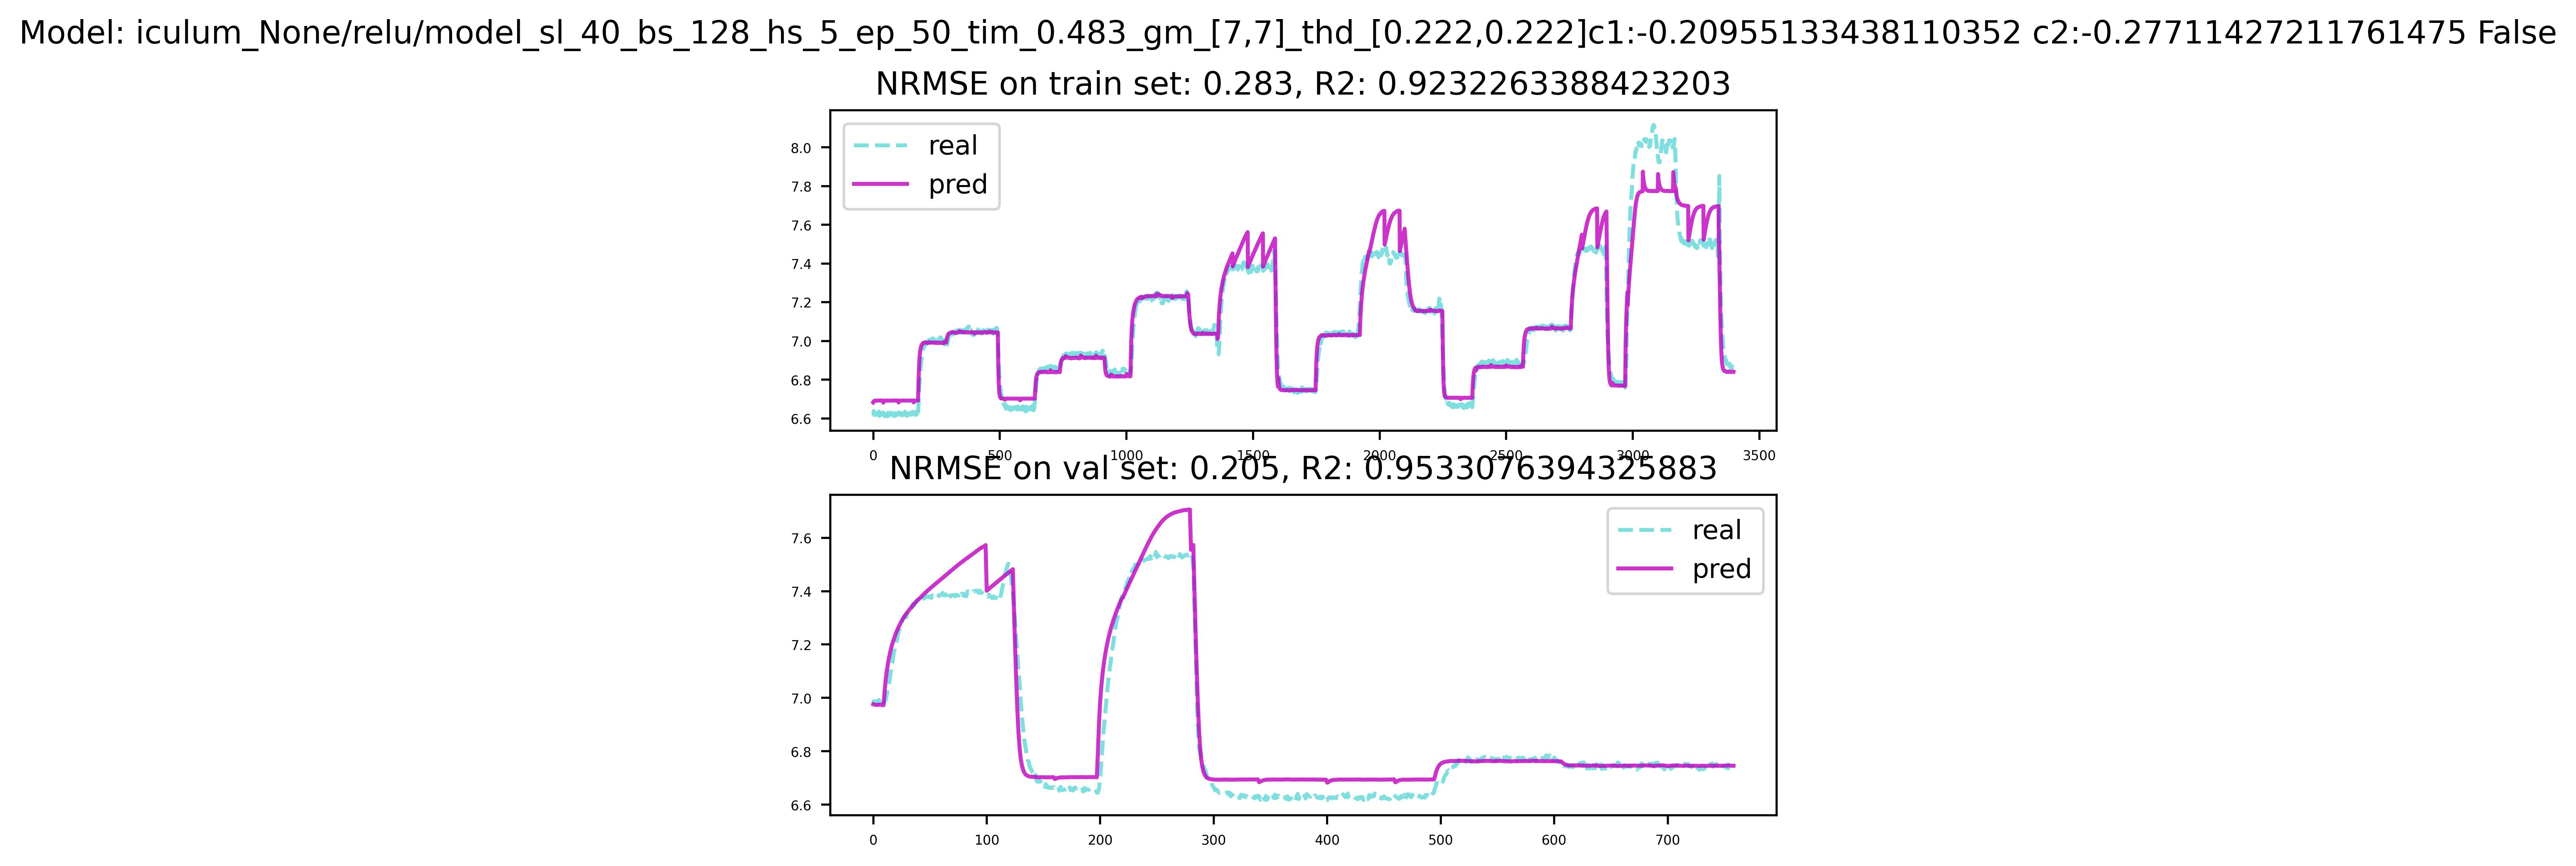 Model: iculum_None/relu/model_sl_40_bs_128_hs_5_ep_50_tim_0.483_gm_[7,7]_thd_[0.222,0.222]c1:-0.20955133438110352 c2:-0.27711427211761475 False
NRMSE on train set: 0.283, R2: 0.9232263388423203
real
pred
8.0
7.8
7.6
7.4
7.2
7.0
6.8
6.6
0 500 1000 1500 2000 2500 3000 3500
NRMSE on val set: 0.205, R2: 0.9533076394325883
real
pred
7.6
7.4
7.2
7.0
6.8
6.6
0 100 200 300 400 500 600 700